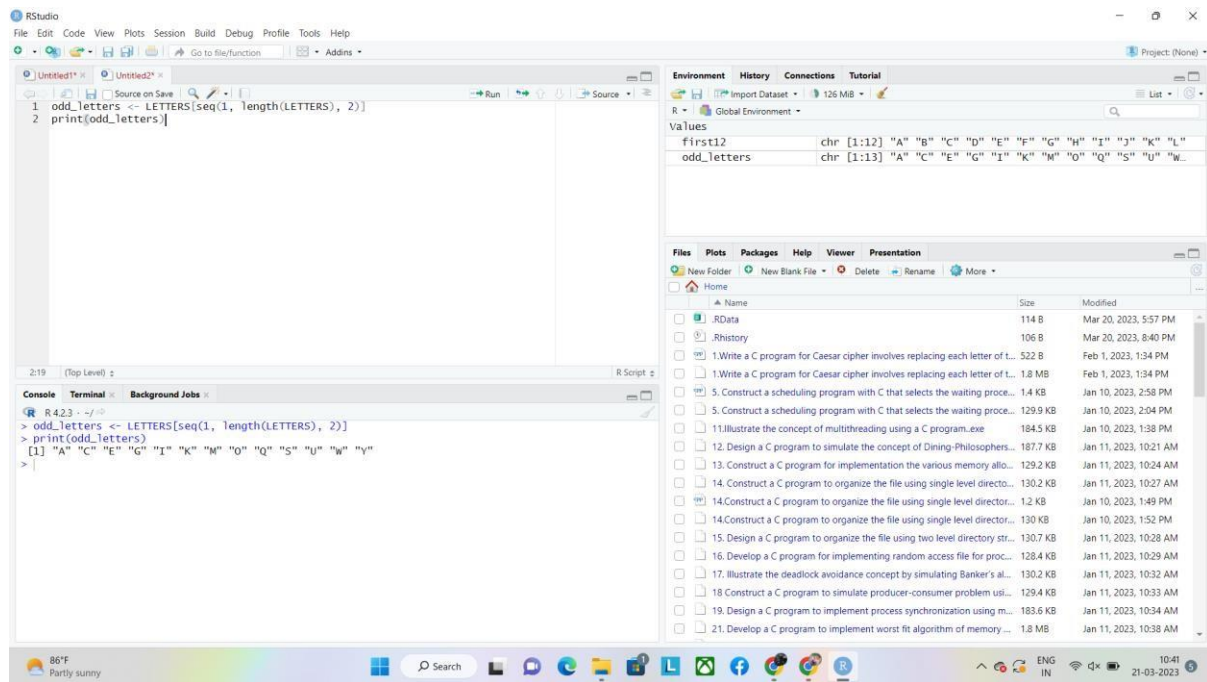 RStudio
File Edit Code View Plots Session Build Debug Profile Tools Help
Go to file/function Addins
Project: (None)
Untitled1* Untitled2*
Source on Save Run Source
1 odd_letters <- LETTERS[seq(1, length(LETTERS), 2)]
2 print(odd_letters)
2:19 (Top Level) R Script
Console Terminal Background Jobs
R 4.2.3 · ~/
> odd_letters <- LETTERS[seq(1, length(LETTERS), 2)]
> print(odd_letters)
[1] "A" "C" "E" "G" "I" "K" "M" "O" "Q" "S" "U" "W" "Y"
>
Environment History Connections Tutorial
Import Dataset 126 MiB List
R Global Environment
Values
first12 chr [1:12] "A" "B" "C" "D" "E" "F" "G" "H" "I" "J" "K" "L"
odd_letters chr [1:13] "A" "C" "E" "G" "I" "K" "M" "O" "Q" "S" "U" "W…
Files Plots Packages Help Viewer Presentation
New Folder New Blank File Delete Rename More
Home
Name Size Modified
.RData 114 B Mar 20, 2023, 5:57 PM
.Rhistory 106 B Mar 20, 2023, 8:40 PM
1.Write a C program for Caesar cipher involves replacing each letter of t... 522 B Feb 1, 2023, 1:34 PM
1.Write a C program for Caesar cipher involves replacing each letter of t... 1.8 MB Feb 1, 2023, 1:34 PM
5. Construct a scheduling program with C that selects the waiting proce... 1.4 KB Jan 10, 2023, 2:58 PM
5. Construct a scheduling program with C that selects the waiting proce... 129.9 KB Jan 10, 2023, 2:04 PM
11.Illustrate the concept of multithreading using a C program..exe 184.5 KB Jan 10, 2023, 1:38 PM
12. Design a C program to simulate the concept of Dining-Philosophers... 187.7 KB Jan 11, 2023, 10:21 AM
13. Construct a C program for implementation the various memory allo... 129.2 KB Jan 11, 2023, 10:24 AM
14. Construct a C program to organize the file using single level directo... 130.2 KB Jan 11, 2023, 10:27 AM
14.Construct a C program to organize the file using single level director... 1.2 KB Jan 10, 2023, 1:49 PM
14.Construct a C program to organize the file using single level director... 130 KB Jan 10, 2023, 1:52 PM
15. Design a C program to organize the file using two level directory str... 130.7 KB Jan 11, 2023, 10:28 AM
16. Develop a C program for implementing random access file for proc... 128.4 KB Jan 11, 2023, 10:29 AM
17. Illustrate the deadlock avoidance concept by simulating Banker's al... 130.2 KB Jan 11, 2023, 10:32 AM
18 Construct a C program to simulate producer-consumer problem usi... 129.4 KB Jan 11, 2023, 10:33 AM
19. Design a C program to implement process synchronization using m... 183.6 KB Jan 11, 2023, 10:34 AM
21. Develop a C program to implement worst fit algorithm of memory ... 1.8 MB Jan 11, 2023, 10:38 AM
86°F
Partly sunny
Search
ENG
IN
10:41
21-03-2023
5